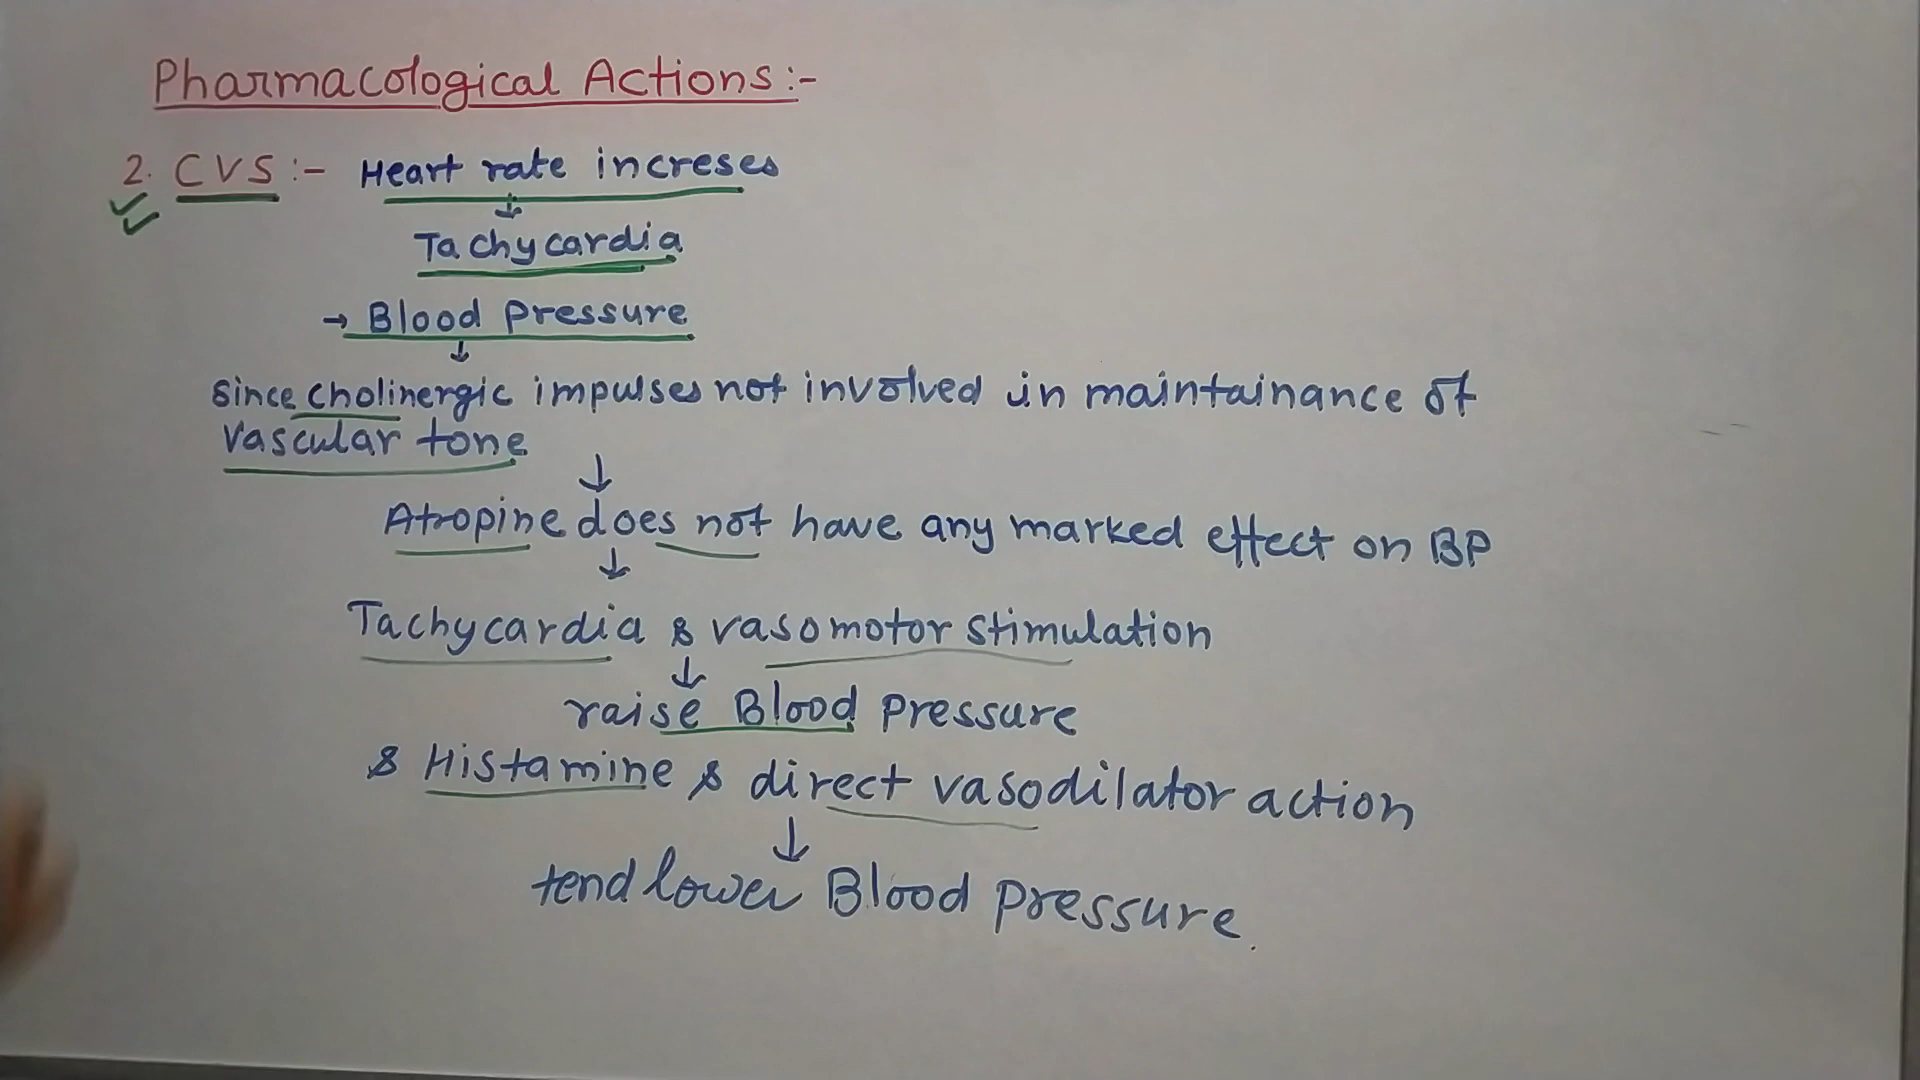 Pharmacological Actions:-
2. CVS:- Heart rate increses
↓
Tachycardia
→ Blood Pressure
↓
Since cholinergic impulses not involved in maintainance of
vascular tone
↓
Atropine does not have any marked effect on BP
↓
Tachycardia & vasomotor stimulation
↓
raise Blood Pressure
& Histamine & direct vasodilator action
↓
tend lower Blood Pressure.